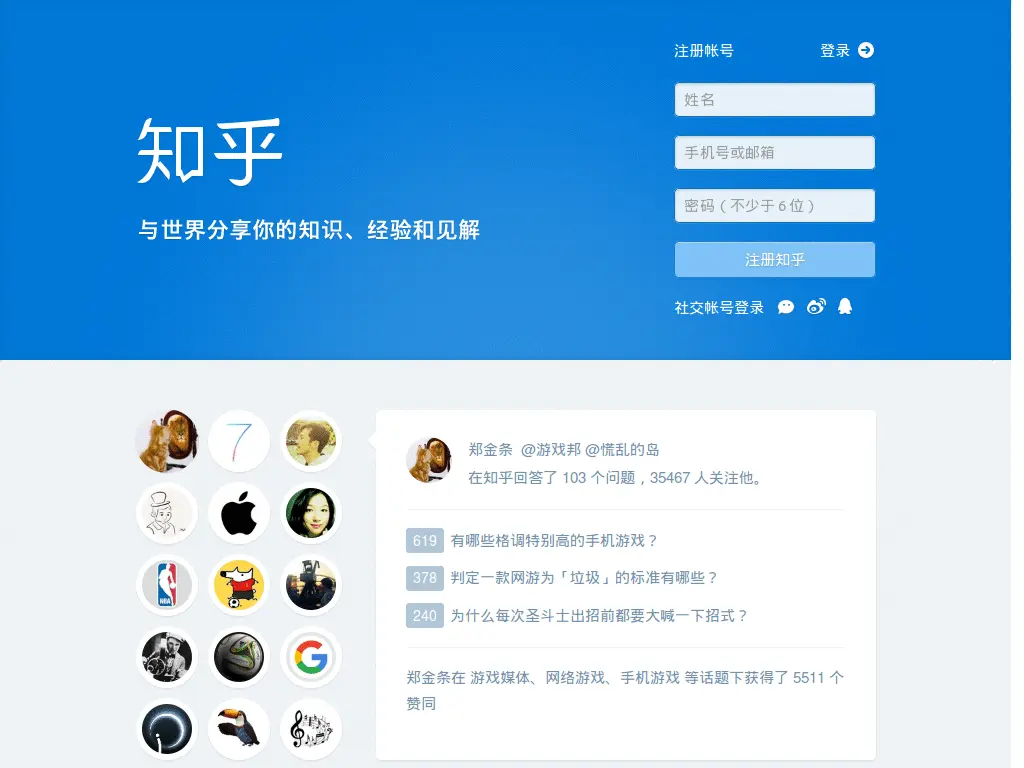 注册帐号
登录
姓名
知乎
手机号或邮箱
密码（不少于 6 位）
与世界分享你的知识、经验和见解
注册知乎
社交帐号登录
7
郑金条 @游戏邦 @慌乱的岛
在知乎回答了 103 个问题，35467 人关注他。
619 有哪些格调特别高的手机游戏？
378 判定一款网游为「垃圾」的标准有哪些？
NBA
240 为什么每次圣斗士出招前都要大喊一下招式？
G
郑金条在 游戏媒体、网络游戏、手机游戏 等话题下获得了 5511 个
赞同